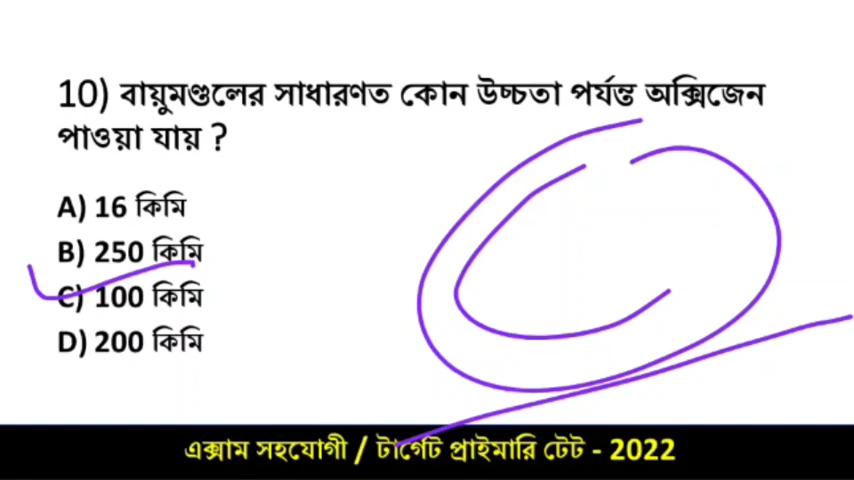 10) বায়ুমণ্ডলের সাধারণত কোন উচ্চতা পর্যন্ত অক্সিজেন
পাওয়া যায় ?
A) 16 কিমি
B) 250 কিমি
C) 100 কিমি
D) 200 কিমি
এক্সাম সহযোগী / টার্গেট প্রাইমারি টেট - 2022